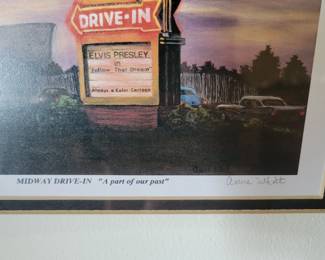 DRIVE-IN
ELVIS PRESLEY
in
"Follow That Dream"
Always a Color Cartoon
MIDWAY DRIVE-IN "A part of our past"